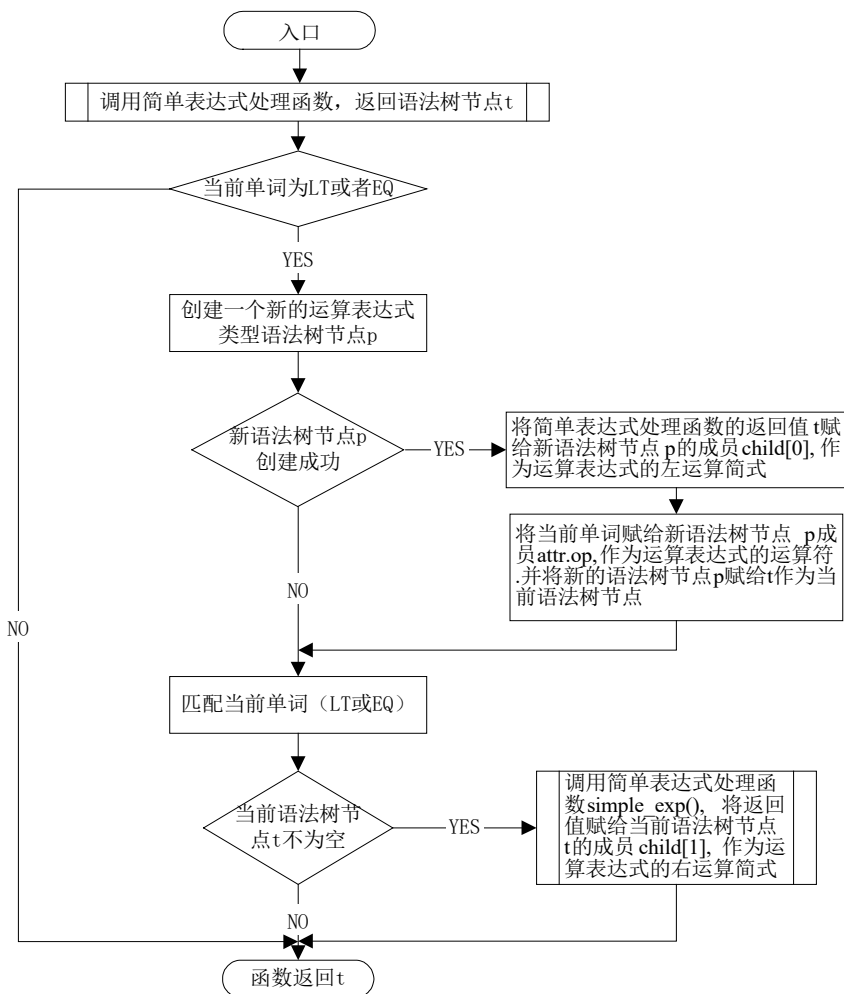 入口
调用简单表达式处理函数，返回语法树节点t
当前单词为LT或者EQ
YES
创建一个新的运算表达式
类型语法树节点p
新语法树节点p
创建成功
YES
将简单表达式处理函数的返回值 t赋
给新语法树节点 p的成员child[0], 作
为运算表达式的左运算简式
将当前单词赋给新语法树节点 p成
员attr.op,作为运算表达式的运算符
.并将新的语法树节点p赋给t作为当
前语法树节点
NO
NO
匹配当前单词（LT或EQ）
当前语法树节
点t不为空
YES
调用简单表达式处理函
数simple_exp(), 将返回
值赋给当前语法树节点
t的成员 child[1], 作为运
算表达式的右运算简式
NO
函数返回t